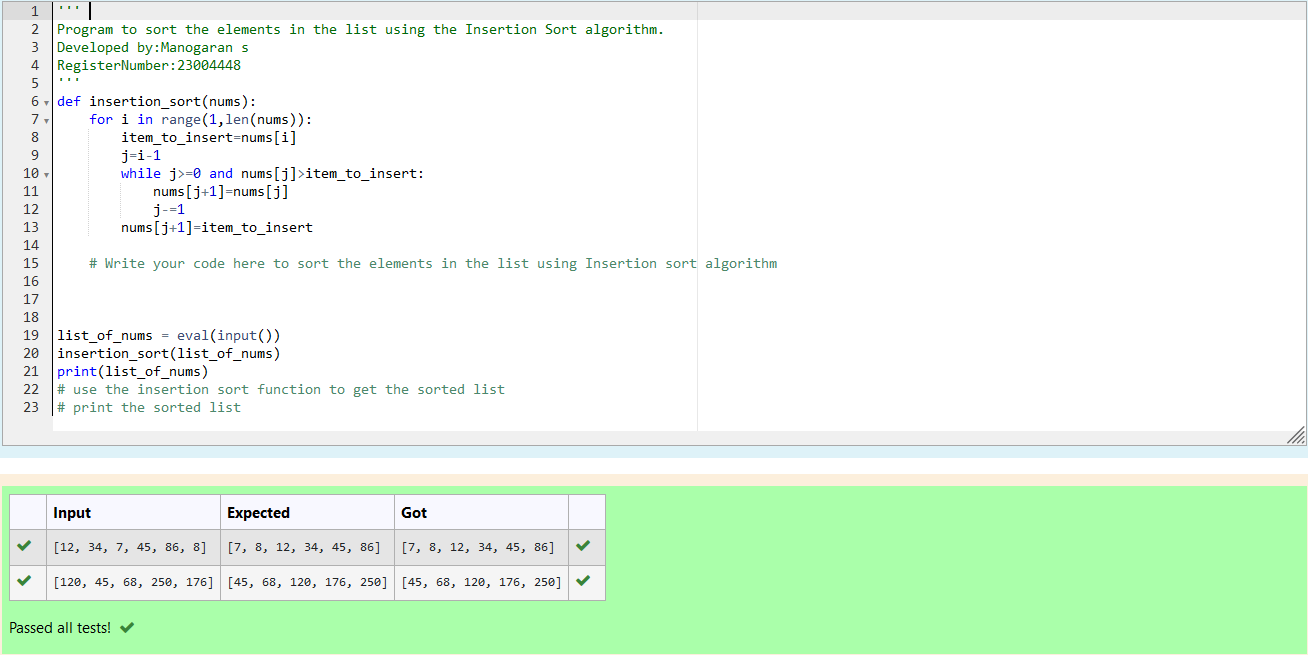 1 '''
2 Program to sort the elements in the list using the Insertion Sort algorithm.
3 Developed by:Manogaran s
4 RegisterNumber:23004448
5 '''
6 def insertion_sort(nums):
7     for i in range(1,len(nums)):
8         item_to_insert=nums[i]
9         j=i-1
10         while j>=0 and nums[j]>item_to_insert:
11             nums[j+1]=nums[j]
12             j-=1
13         nums[j+1]=item_to_insert
14
15     # Write your code here to sort the elements in the list using Insertion sort algorithm
16
17
18
19 list_of_nums = eval(input())
20 insertion_sort(list_of_nums)
21 print(list_of_nums)
22 # use the insertion sort function to get the sorted list
23 # print the sorted list
Input Expected Got
[12, 34, 7, 45, 86, 8] [7, 8, 12, 34, 45, 86] [7, 8, 12, 34, 45, 86]
[120, 45, 68, 250, 176] [45, 68, 120, 176, 250] [45, 68, 120, 176, 250]
Passed all tests!